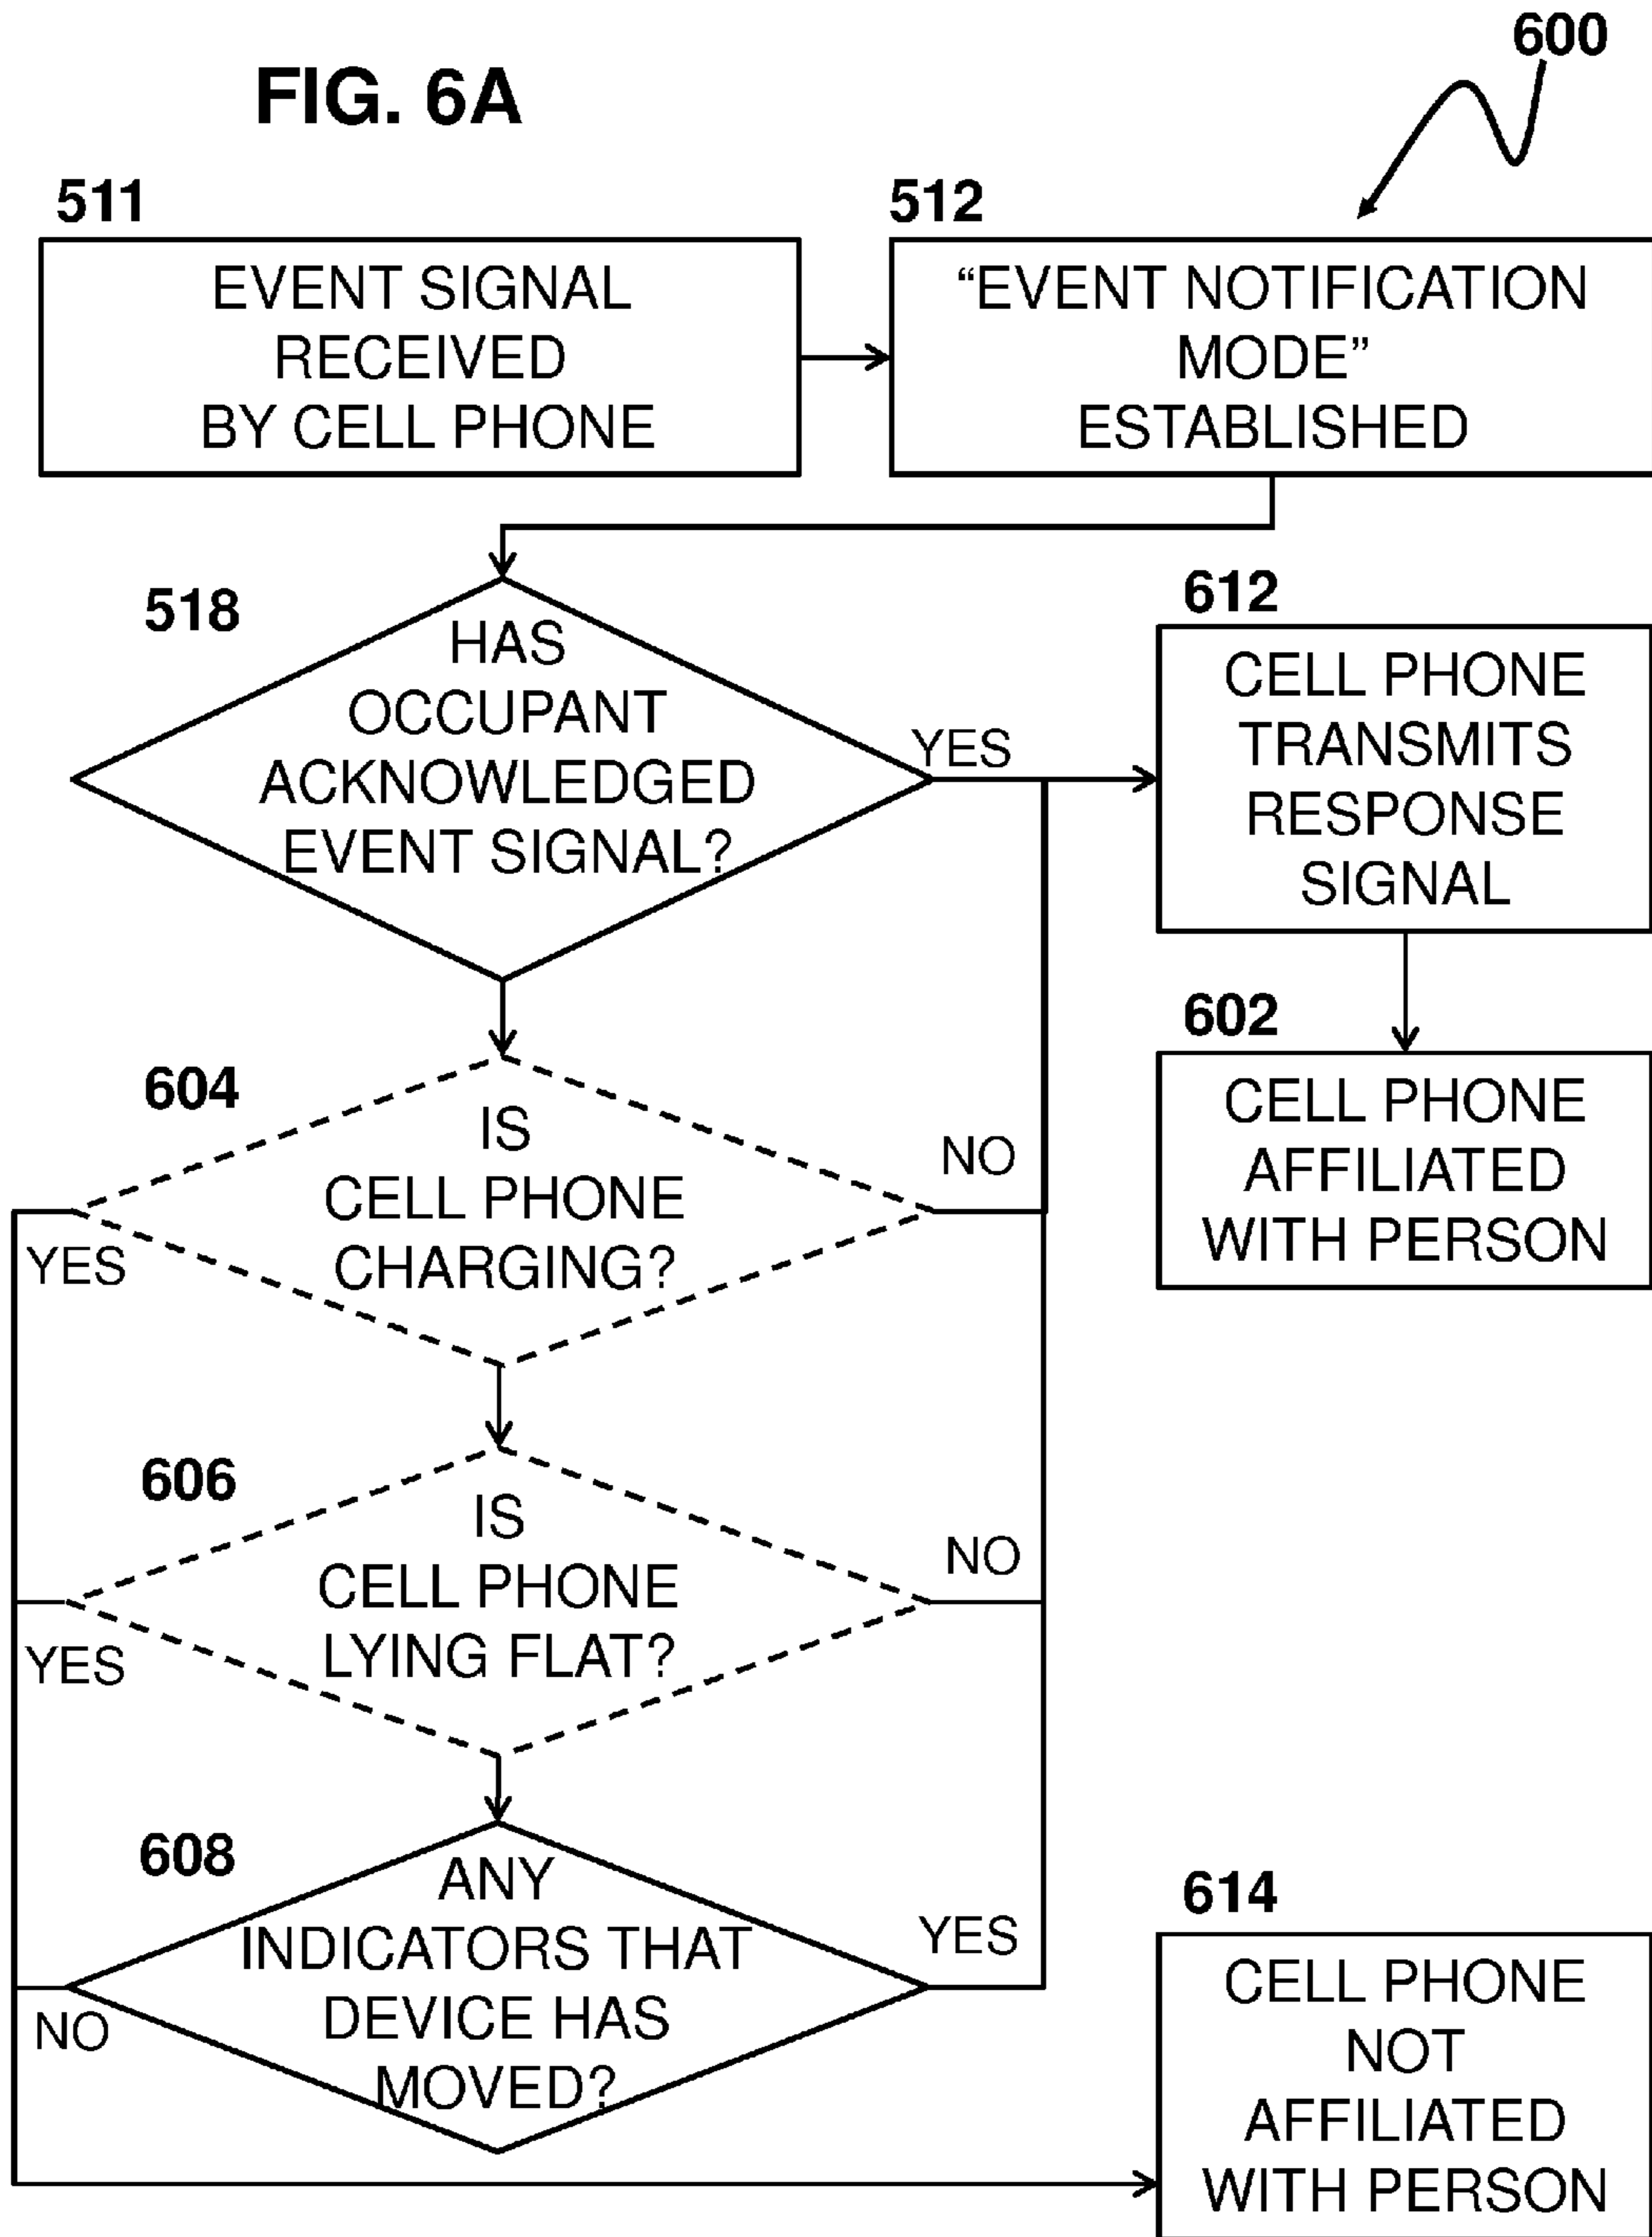 600
FIG. 6A
511
512
EVENT SIGNAL
RECEIVED
BY CELL PHONE
“EVENT NOTIFICATION
MODE”
ESTABLISHED
518
HAS
OCCUPANT
ACKNOWLEDGED
EVENT SIGNAL?
YES
612
CELL PHONE
TRANSMITS
RESPONSE
SIGNAL
602
CELL PHONE
AFFILIATED
WITH PERSON
604
IS
CELL PHONE
CHARGING?
NO
YES
606
IS
CELL PHONE
LYING FLAT?
NO
YES
608
ANY
INDICATORS THAT
DEVICE HAS
MOVED?
YES
NO
614
CELL PHONE
NOT
AFFILIATED
WITH PERSON